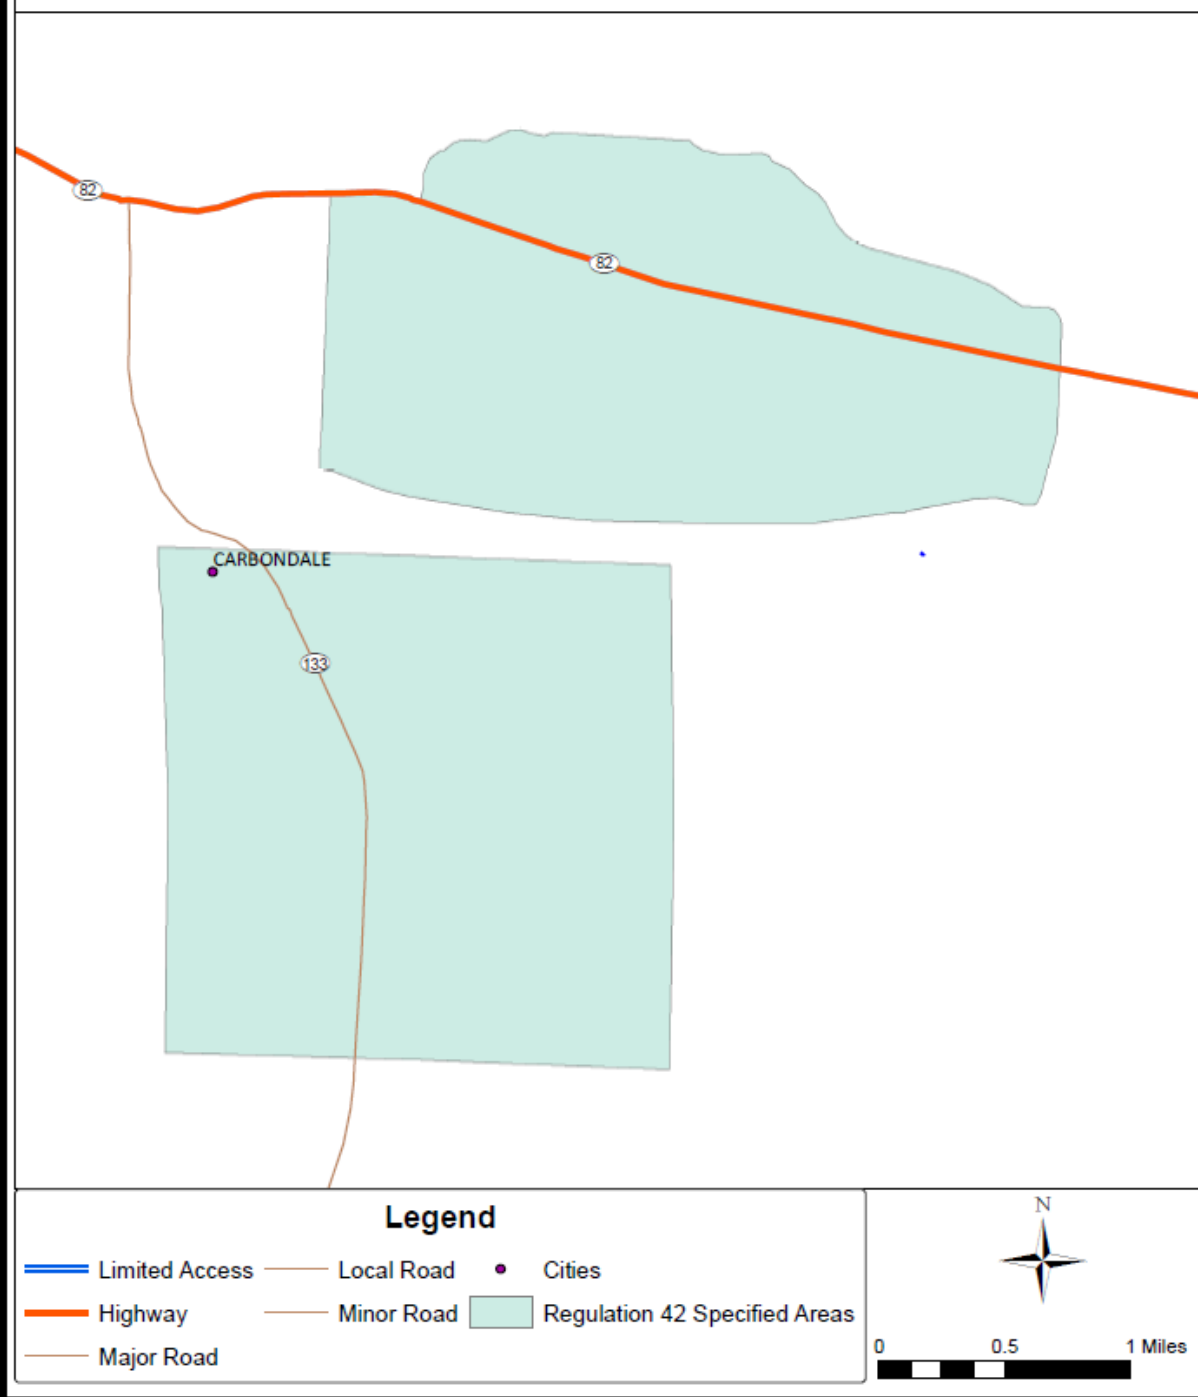 82
82
CARBONDALE
133
Legend
Limited Access
Local Road
Cities
Highway
Minor Road
Regulation 42 Specified Areas
Major Road
N
0 0.5 1 Miles